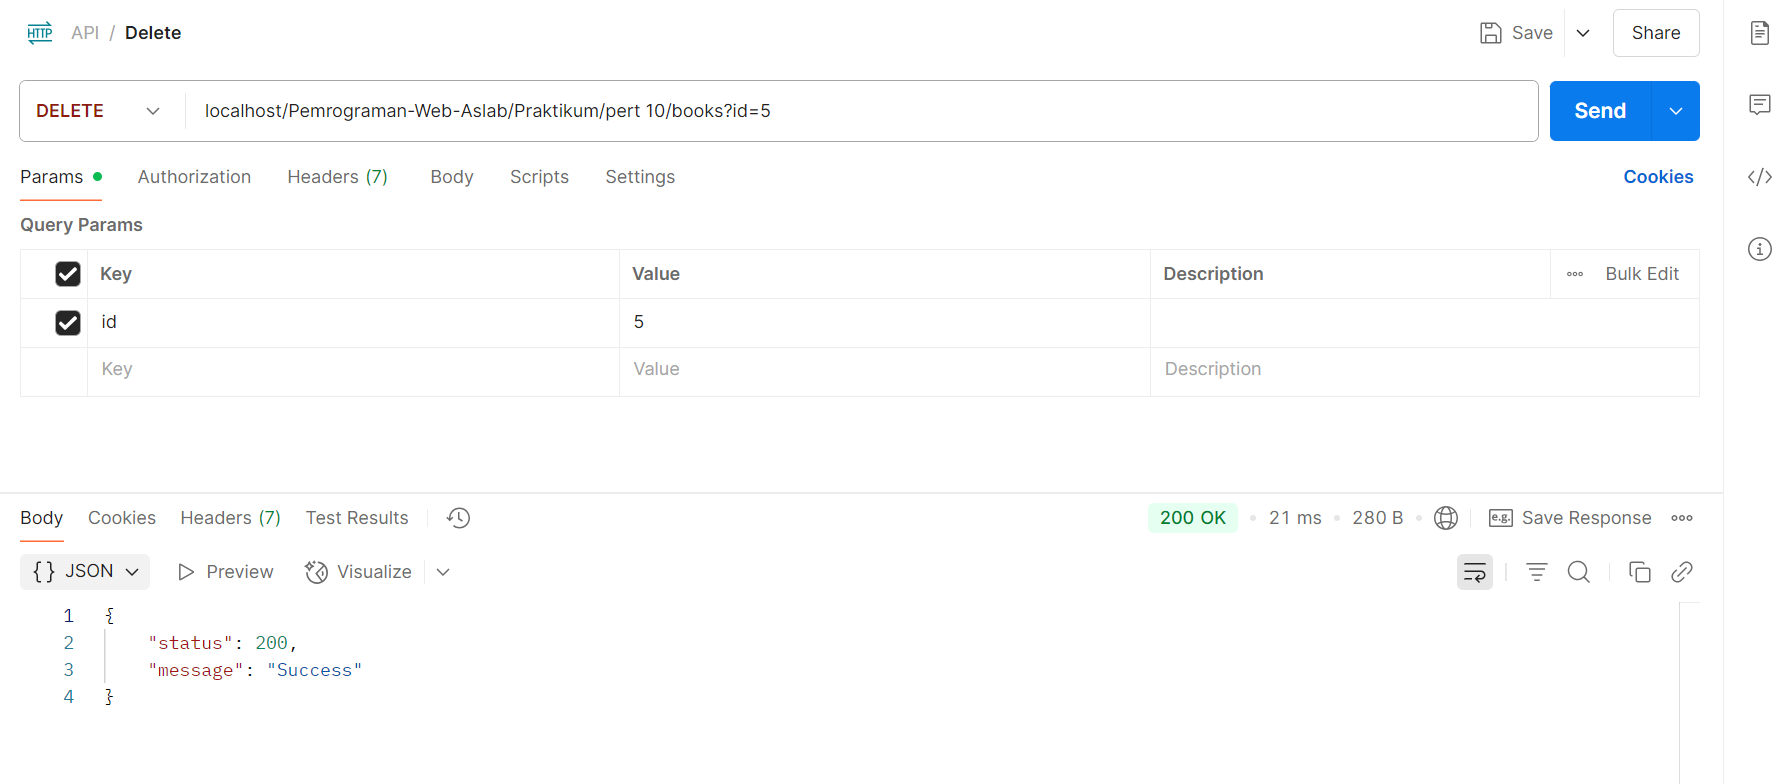 HTTP API / Delete Save Share
DELETE localhost/Pemrograman-Web-Aslab/Praktikum/pert 10/books?id=5 Send
Params Authorization Headers (7) Body Scripts Settings Cookies
Query Params
Key Value Description Bulk Edit
id 5
Key Value Description
Body Cookies Headers (7) Test Results 200 OK • 21 ms • 280 B • e.g. Save Response
{} JSON Preview Visualize
1 {
2 "status": 200,
3 "message": "Success"
4 }